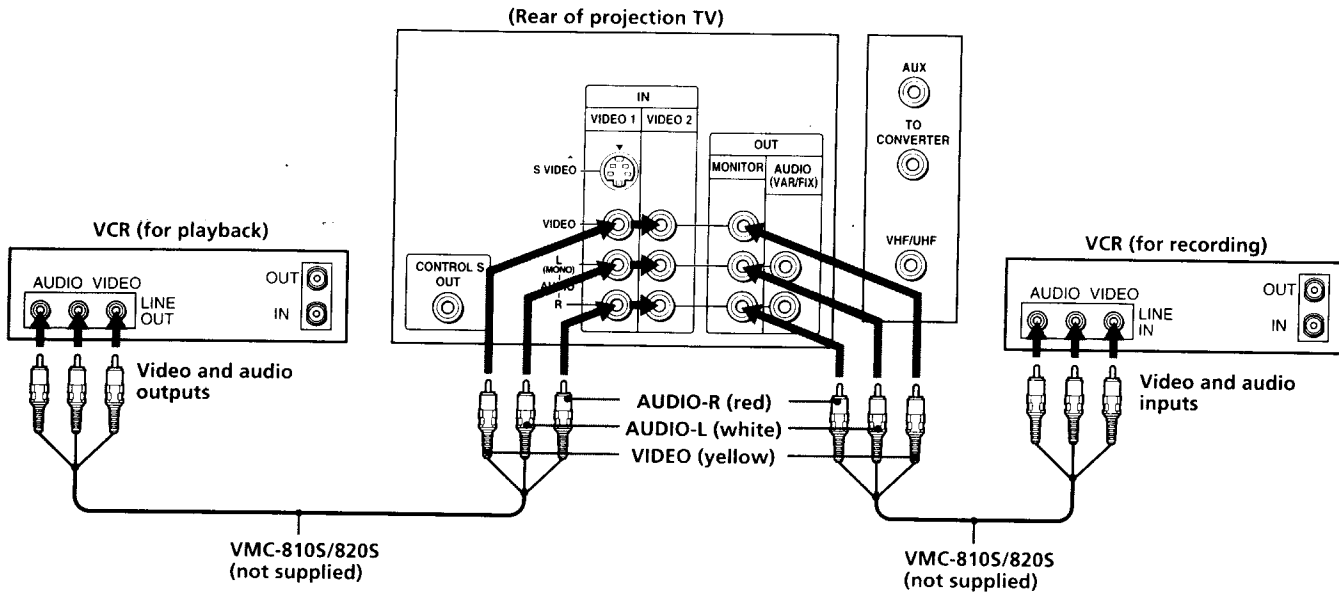 (Rear of projection TV)
AUX
TO
CONVERTER
VHF/UHF
IN
VIDEO 1 VIDEO 2
S VIDEO
VIDEO
L
(MONO)
AUDIO
R
OUT
MONITOR AUDIO
(VAR/FIX)
CONTROL S
OUT
VCR (for playback)
AUDIO VIDEO
LINE
OUT
OUT
IN
Video and audio
outputs
VCR (for recording)
AUDIO VIDEO
LINE
IN
OUT
IN
Video and audio
inputs
AUDIO-R (red)
AUDIO-L (white)
VIDEO (yellow)
VMC-810S/820S
(not supplied)
VMC-810S/820S
(not supplied)